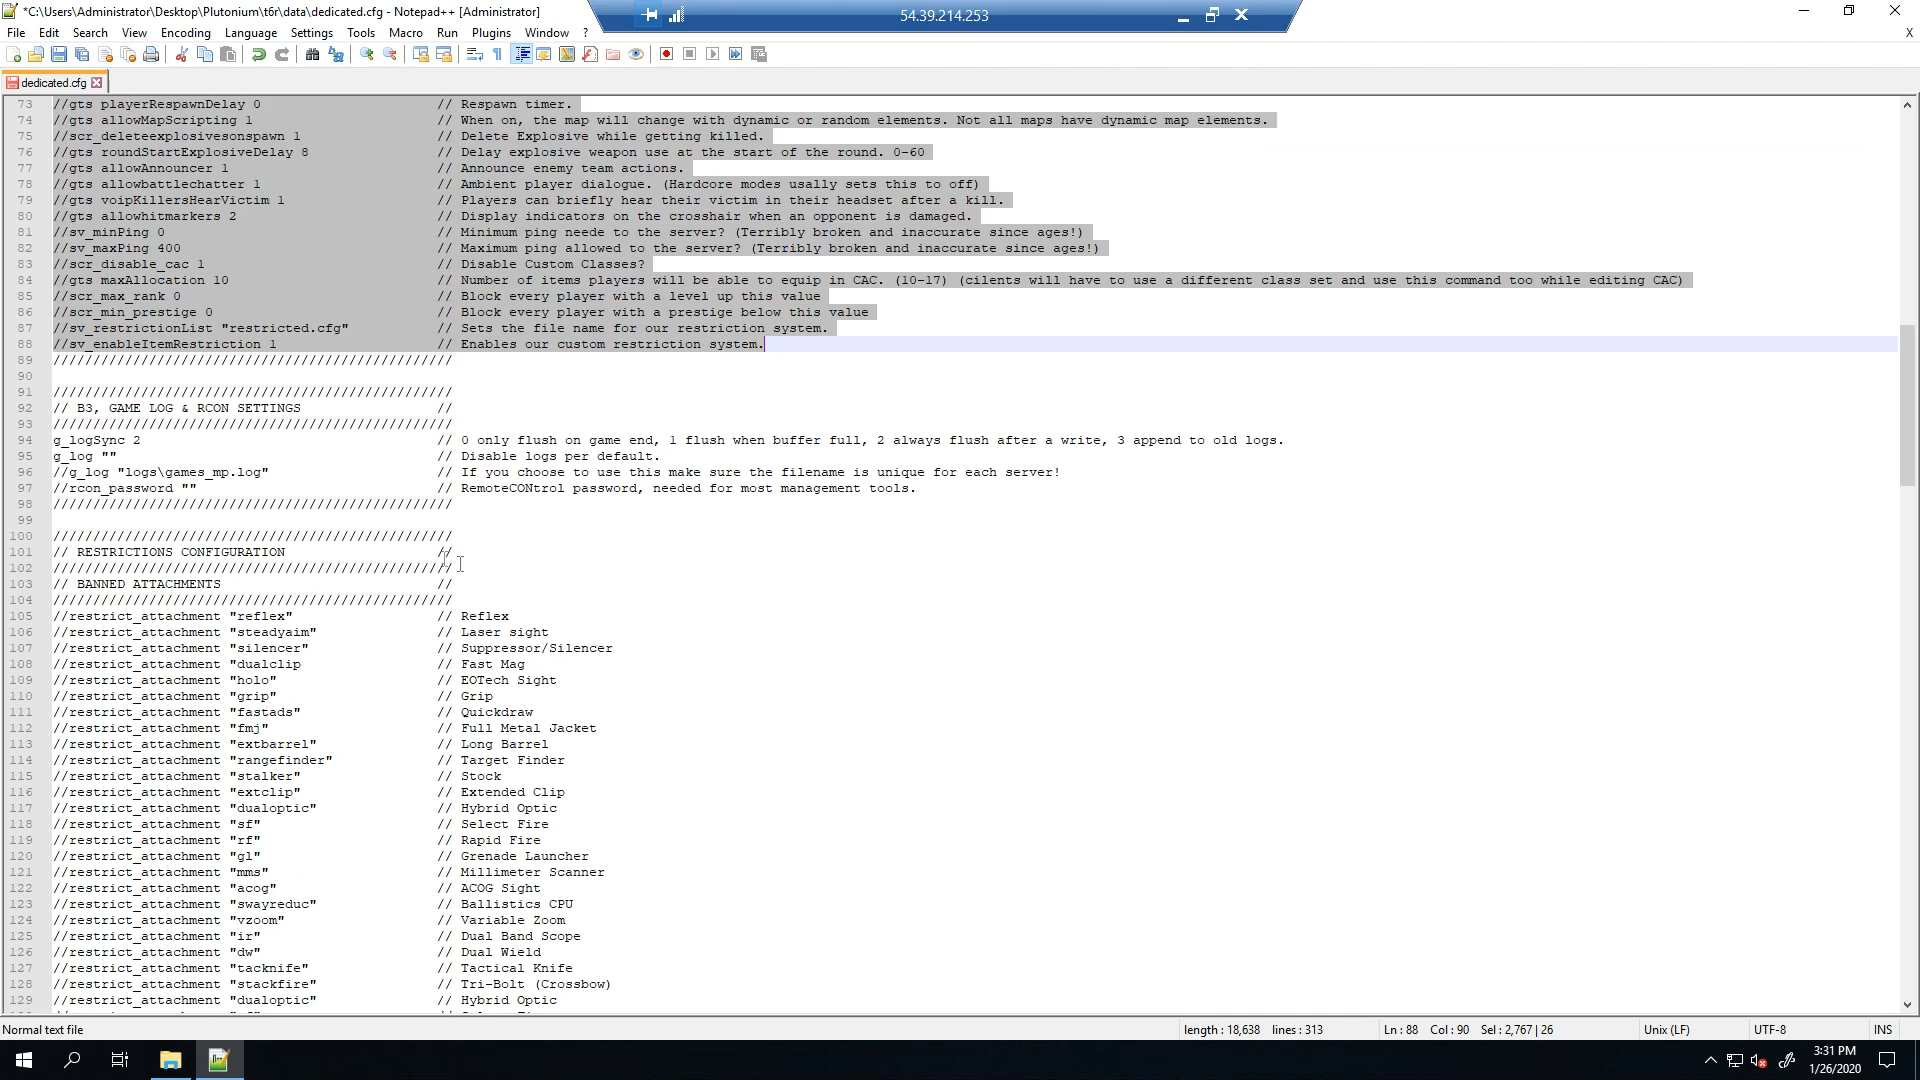 *C:\Users\Administrator\Desktop\Plutonium\t6r\data\dedicated.cfg - Notepad++ [Administrator]
54.39.214.253
File Edit Search View Encoding Language Settings Tools Macro Run Plugins Window ? X
dedicated.cfg
73 //gts playerRespawnDelay 0 // Respawn timer.
74 //gts allowMapScripting 1 // When on, the map will change with dynamic or random elements. Not all maps have dynamic map elements.
75 //scr_deleteexplosivesonspawn 1 // Delete Explosive while getting killed.
76 //gts roundStartExplosiveDelay 8 // Delay explosive weapon use at the start of the round. 0-60
77 //gts allowAnnouncer 1 // Announce enemy team actions.
78 //gts allowbattlechatter 1 // Ambient player dialogue. (Hardcore modes usally sets this to off)
79 //gts voipKillersHearVictim 1 // Players can briefly hear their victim in their headset after a kill.
80 //gts allowhitmarkers 2 // Display indicators on the crosshair when an opponent is damaged.
81 //sv_minPing 0 // Minimum ping neede to the server? (Terribly broken and inaccurate since ages!)
82 //sv_maxPing 400 // Maximum ping allowed to the server? (Terribly broken and inaccurate since ages!)
83 //scr_disable_cac 1 // Disable Custom Classes?
84 //gts maxAllocation 10 // Number of items players will be able to equip in CAC. (10-17) (cilents will have to use a different class set and use this command too while editing CAC)
85 //scr_max_rank 0 // Block every player with a level up this value
86 //scr_min_prestige 0 // Block every player with a prestige below this value
87 //sv_restrictionList "restricted.cfg" // Sets the file name for our restriction system.
88 //sv_enableItemRestriction 1 // Enables our custom restriction system.
89 //////////////////////////////////////////////////
90
91 //////////////////////////////////////////////////
92 // B3, GAME LOG & RCON SETTINGS //
93 //////////////////////////////////////////////////
94 g_logSync 2 // 0 only flush on game end, 1 flush when buffer full, 2 always flush after a write, 3 append to old logs.
95 g_log "" // Disable logs per default.
96 //g_log "logs\games_mp.log" // If you choose to use this make sure the filename is unique for each server!
97 //rcon_password "" // RemoteCONtrol password, needed for most management tools.
98 //////////////////////////////////////////////////
99
100 //////////////////////////////////////////////////
101 // RESTRICTIONS CONFIGURATION //
102 //////////////////////////////////////////////////
103 // BANNED ATTACHMENTS //
104 //////////////////////////////////////////////////
105 //restrict_attachment "reflex" // Reflex
106 //restrict_attachment "steadyaim" // Laser sight
107 //restrict_attachment "silencer" // Suppressor/Silencer
108 //restrict_attachment "dualclip // Fast Mag
109 //restrict_attachment "holo" // EOTech Sight
110 //restrict_attachment "grip" // Grip
111 //restrict_attachment "fastads" // Quickdraw
112 //restrict_attachment "fmj" // Full Metal Jacket
113 //restrict_attachment "extbarrel" // Long Barrel
114 //restrict_attachment "rangefinder" // Target Finder
115 //restrict_attachment "stalker" // Stock
116 //restrict_attachment "extclip" // Extended Clip
117 //restrict_attachment "dualoptic" // Hybrid Optic
118 //restrict_attachment "sf" // Select Fire
119 //restrict_attachment "rf" // Rapid Fire
120 //restrict_attachment "gl" // Grenade Launcher
121 //restrict_attachment "mms" // Millimeter Scanner
122 //restrict_attachment "acog" // ACOG Sight
123 //restrict_attachment "swayreduc" // Ballistics CPU
124 //restrict_attachment "vzoom" // Variable Zoom
125 //restrict_attachment "ir" // Dual Band Scope
126 //restrict_attachment "dw" // Dual Wield
127 //restrict_attachment "tacknife" // Tactical Knife
128 //restrict_attachment "stackfire" // Tri-Bolt (Crossbow)
129 //restrict_attachment "dualoptic" // Hybrid Optic
Normal text file length : 18,638 lines : 313 Ln : 88 Col : 90 Sel : 2,767 | 26 Unix (LF) UTF-8 INS
3:31 PM
1/26/2020